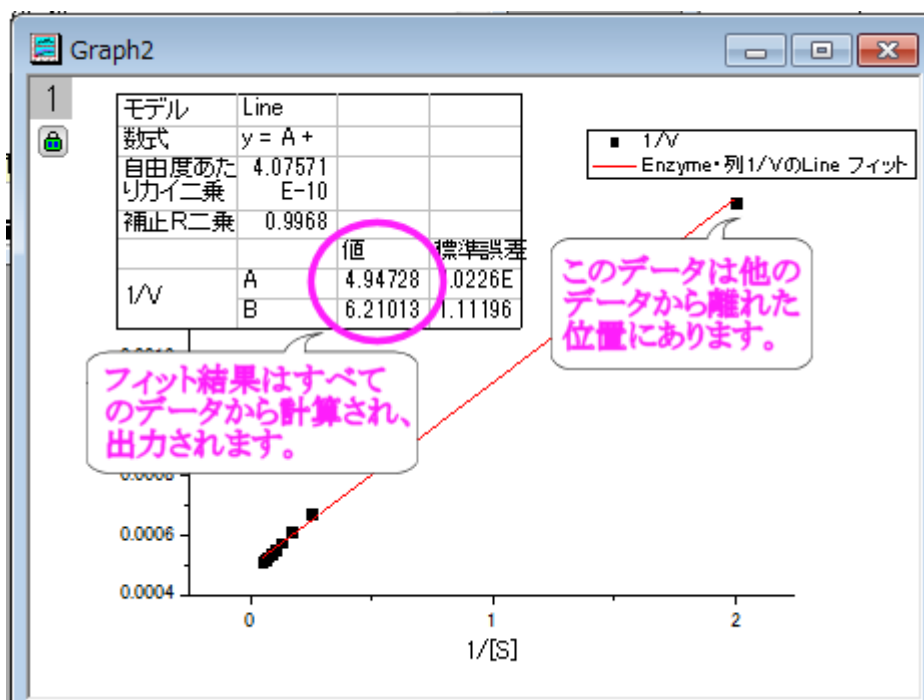 Graph2
1
モデル Line
数式 y = A +
自由度あた 4.07571
りカイ二乗 E-10
補正R二乗 0.9968
値 標準誤差
1/V A 4.94728 .0226E
B 6.21013 1.11196
1/V
Enzyme・列1/VのLine フィット
このデータは他の
データから離れた
位置にあります。
フィット結果はすべて
のデータから計算され、
出力されます。
0.0008
0.0006
0.0004
0 1 2
1/[S]